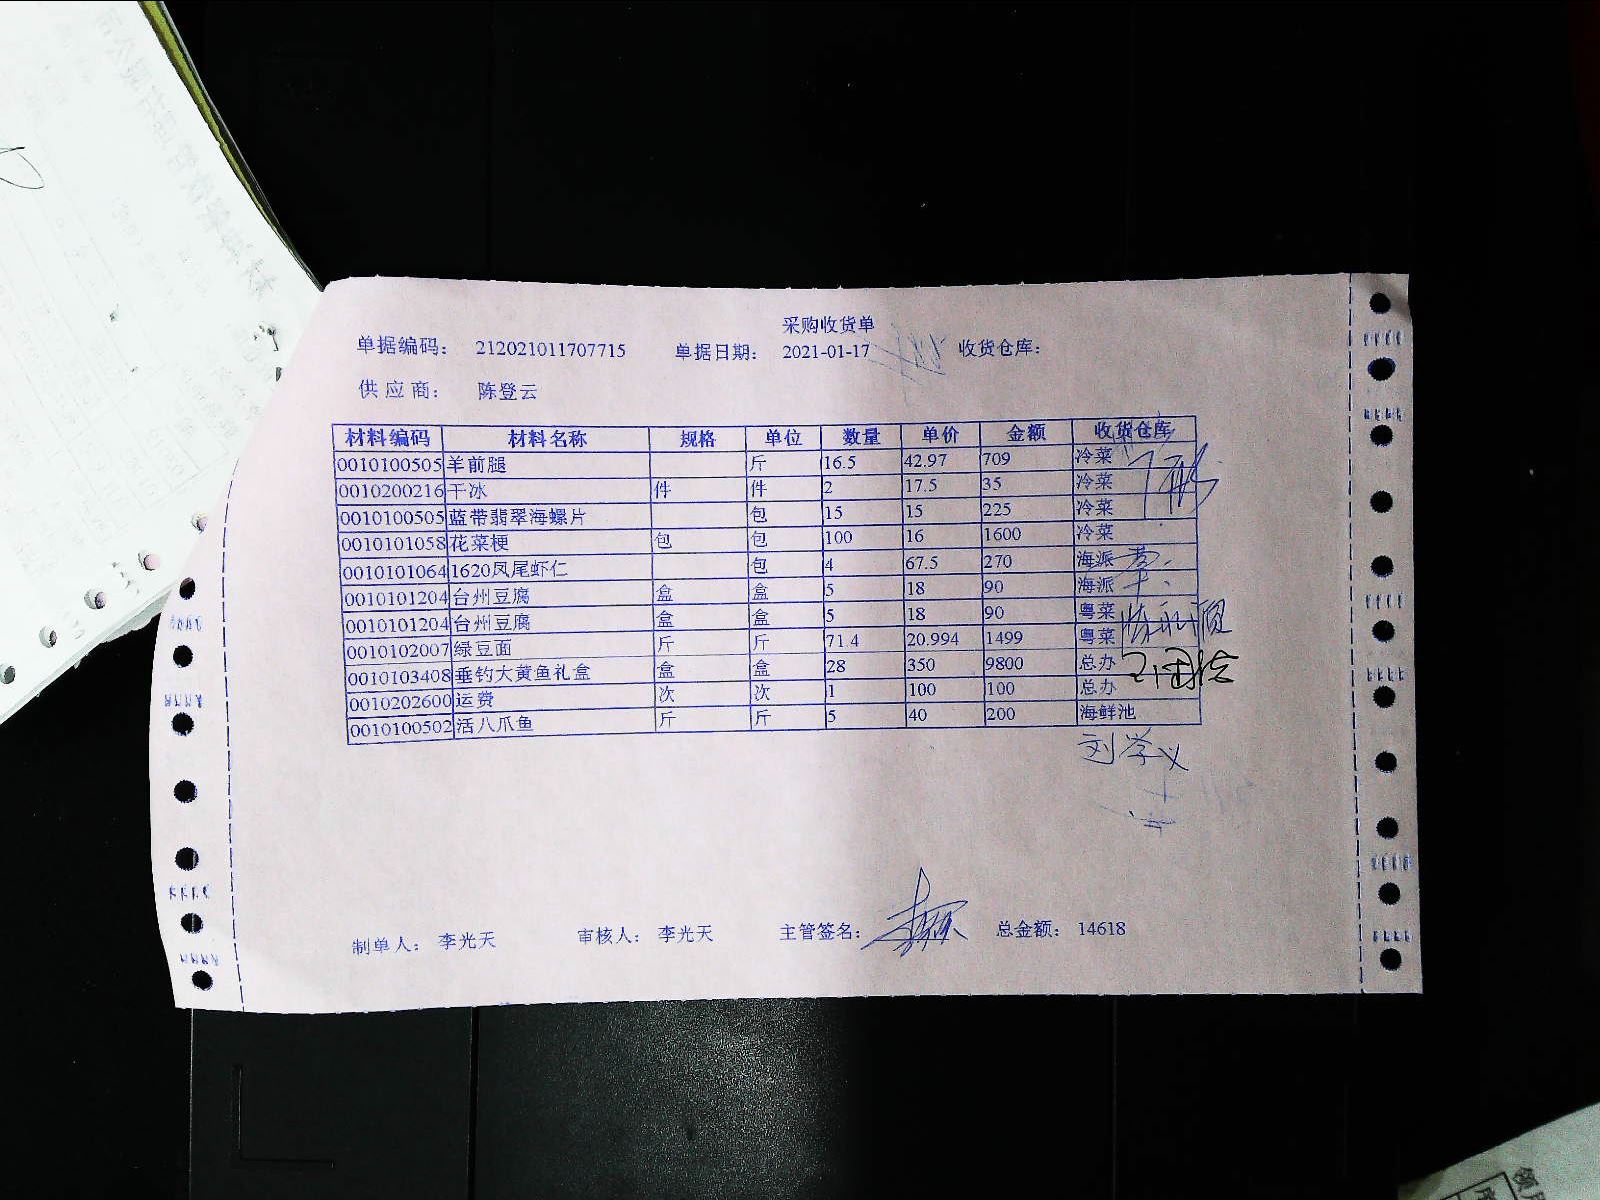 采购收货单
单据编码： 212021011707715 单据日期： 2021-01-17 收货仓库：
供应商： 陈登云
材料编码 材料名称 规格 单位 数量 单价 金额 收货仓库
0010100505 羊前腿 斤 16.5 42.97 709 冷菜
0010200216 干冰 件 件 2 17.5 35 冷菜
0010100505 蓝带翡翠海螺片 包 15 15 225 冷菜
0010101058 花菜梗 包 包 100 16 1600 冷菜
0010101064 1620凤尾虾仁 包 4 67.5 270 海派
0010101204 台州豆腐 盒 盒 5 18 90 海派
0010101204 台州豆腐 盒 盒 5 18 90 粤菜
0010102007 绿豆面 斤 斤 71.4 20.994 1499 粤菜
0010103408 垂钓大黄鱼礼盒 盒 盒 28 350 9800 总办
0010202600 运费 次 次 1 100 100 总办
0010100502 活八爪鱼 斤 斤 5 40 200 海鲜池
刘学义
制单人： 李光天 审核人： 李光天 主管签名： 总金额： 14618